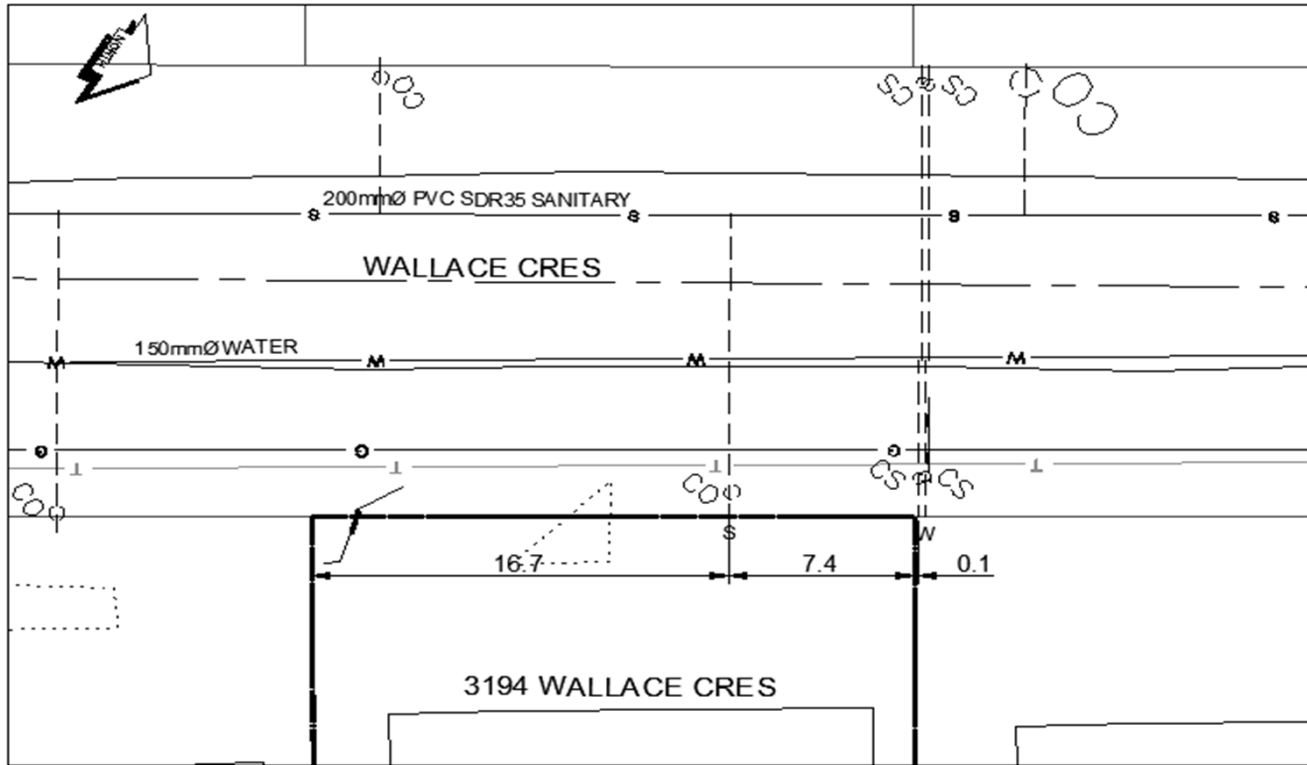 NORTH
CO
CS CS CO
200mmØ PVC SDR35 SANITARY
S S S S
WALLACE CRES
150mmØ WATER
W W W W
G G G
T T T T
CO CO CS CS
S W
16.7 7.4 0.1
3194 WALLACE CRES